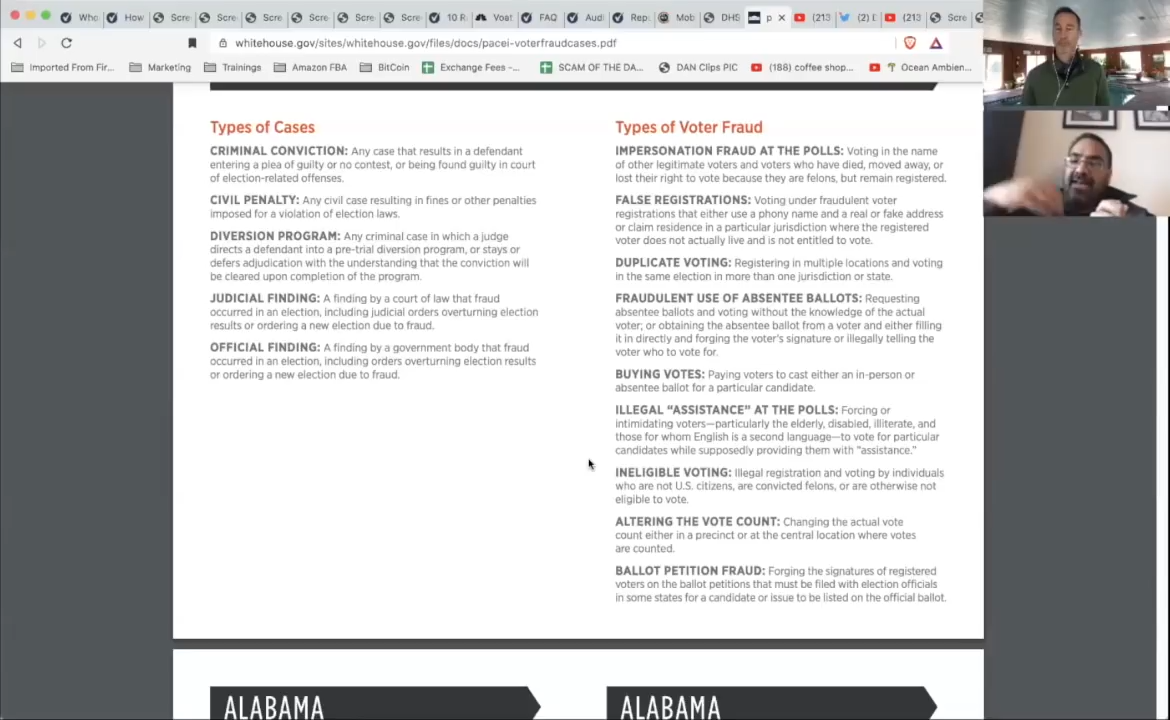 Who
How
Scre
Scre
Scre
Scre
Scre
Scre
10 R
Voat
FAQ
Audi
Rep
Mob
DHS
p
(213
(2) D
(213
Scre
whitehouse.gov/sites/whitehouse.gov/files/docs/pacei-voterfraudcases.pdf
Imported From Fir...
Marketing
Trainings
Amazon FBA
BitCoin
Exchange Fees -...
SCAM OF THE DA...
DAN Clips PIC
(188) coffee shop...
Ocean Ambien...
Types of Cases
CRIMINAL CONVICTION: Any case that results in a defendant
entering a plea of guilty or no contest, or being found guilty in court
of election-related offenses.
CIVIL PENALTY: Any civil case resulting in fines or other penalties
imposed for a violation of election laws.
DIVERSION PROGRAM: Any criminal case in which a judge
directs a defendant into a pre-trial diversion program, or stays or
defers adjudication with the understanding that the conviction will
be cleared upon completion of the program.
JUDICIAL FINDING: A finding by a court of law that fraud
occurred in an election, including judicial orders overturning election
results or ordering a new election due to fraud.
OFFICIAL FINDING: A finding by a government body that fraud
occurred in an election, including orders overturning election results
or ordering a new election due to fraud.
Types of Voter Fraud
IMPERSONATION FRAUD AT THE POLLS: Voting in the name
of other legitimate voters and voters who have died, moved away, or
lost their right to vote because they are felons, but remain registered.
FALSE REGISTRATIONS: Voting under fraudulent voter
registrations that either use a phony name and a real or fake address
or claim residence in a particular jurisdiction where the registered
voter does not actually live and is not entitled to vote.
DUPLICATE VOTING: Registering in multiple locations and voting
in the same election in more than one jurisdiction or state.
FRAUDULENT USE OF ABSENTEE BALLOTS: Requesting
absentee ballots and voting without the knowledge of the actual
voter; or obtaining the absentee ballot from a voter and either filling
it in directly and forging the voter's signature or illegally telling the
voter who to vote for.
BUYING VOTES: Paying voters to cast either an in-person or
absentee ballot for a particular candidate.
ILLEGAL “ASSISTANCE” AT THE POLLS: Forcing or
intimidating voters—particularly the elderly, disabled, illiterate, and
those for whom English is a second language—to vote for particular
candidates while supposedly providing them with “assistance.”
INELIGIBLE VOTING: Illegal registration and voting by individuals
who are not U.S. citizens, are convicted felons, or are otherwise not
eligible to vote.
ALTERING THE VOTE COUNT: Changing the actual vote
count either in a precinct or at the central location where votes
are counted.
BALLOT PETITION FRAUD: Forging the signatures of registered
voters on the ballot petitions that must be filed with election officials
in some states for a candidate or issue to be listed on the official ballot.
ALABAMA
ALABAMA